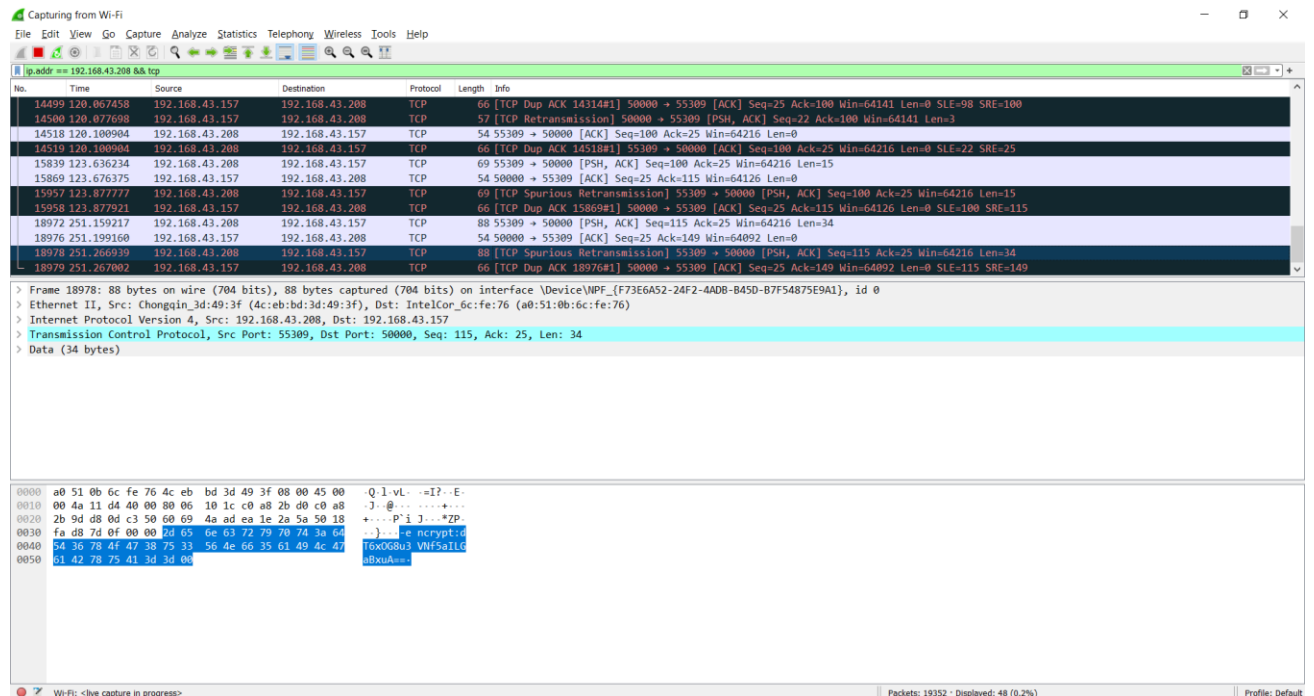 Capturing from Wi-Fi
File Edit View Go Capture Analyze Statistics Telephony Wireless Tools Help
ip.addr == 192.168.43.208 && tcp
No. Time Source Destination Protocol Length Info
14499 120.067458 192.168.43.157 192.168.43.208 TCP 66 [TCP Dup ACK 14314#1] 50000 → 55309 [ACK] Seq=25 Ack=100 Win=64141 Len=0 SLE=98 SRE=100
14500 120.077698 192.168.43.157 192.168.43.208 TCP 57 [TCP Retransmission] 50000 → 55309 [PSH, ACK] Seq=22 Ack=100 Win=64141 Len=3
14518 120.100904 192.168.43.208 192.168.43.157 TCP 54 55309 → 50000 [ACK] Seq=100 Ack=25 Win=64216 Len=0
14519 120.100904 192.168.43.208 192.168.43.157 TCP 66 [TCP Dup ACK 14518#1] 55309 → 50000 [ACK] Seq=100 Ack=25 Win=64216 Len=0 SLE=22 SRE=25
15839 123.636234 192.168.43.208 192.168.43.157 TCP 69 55309 → 50000 [PSH, ACK] Seq=100 Ack=25 Win=64216 Len=15
15869 123.676375 192.168.43.157 192.168.43.208 TCP 54 50000 → 55309 [ACK] Seq=25 Ack=115 Win=64126 Len=0
15957 123.877777 192.168.43.208 192.168.43.157 TCP 69 [TCP Spurious Retransmission] 55309 → 50000 [PSH, ACK] Seq=100 Ack=25 Win=64216 Len=15
15958 123.877921 192.168.43.157 192.168.43.208 TCP 66 [TCP Dup ACK 15869#1] 50000 → 55309 [ACK] Seq=25 Ack=115 Win=64126 Len=0 SLE=100 SRE=115
18972 251.159217 192.168.43.208 192.168.43.157 TCP 88 55309 → 50000 [PSH, ACK] Seq=115 Ack=25 Win=64216 Len=34
18976 251.199160 192.168.43.157 192.168.43.208 TCP 54 50000 → 55309 [ACK] Seq=25 Ack=149 Win=64092 Len=0
18978 251.266939 192.168.43.208 192.168.43.157 TCP 88 [TCP Spurious Retransmission] 55309 → 50000 [PSH, ACK] Seq=115 Ack=25 Win=64216 Len=34
18979 251.267002 192.168.43.157 192.168.43.208 TCP 66 [TCP Dup ACK 18976#1] 50000 → 55309 [ACK] Seq=25 Ack=149 Win=64092 Len=0 SLE=115 SRE=149
> Frame 18978: 88 bytes on wire (704 bits), 88 bytes captured (704 bits) on interface \Device\NPF_{F73E6A52-24F2-4ADB-B45D-B7F54875E9A1}, id 0
> Ethernet II, Src: Chongqin_3d:49:3f (4c:eb:bd:3d:49:3f), Dst: IntelCor_6c:fe:76 (a0:51:0b:6c:fe:76)
> Internet Protocol Version 4, Src: 192.168.43.208, Dst: 192.168.43.157
> Transmission Control Protocol, Src Port: 55309, Dst Port: 50000, Seq: 115, Ack: 25, Len: 34
> Data (34 bytes)
0000 a0 51 0b 6c fe 76 4c eb bd 3d 49 3f 08 00 45 00 ·Q·l·vL· ·=I?··E·
0010 00 4a 11 d4 40 00 80 06 10 1c c0 a8 2b d0 c0 a8 ·J··@··· ····+···
0020 2b 9d d8 0d c3 50 60 69 4a ad ea 1e 2a 5a 50 18 +····P`i J···*ZP·
0030 fa d8 7d 0f 00 00 2d 65 6e 63 72 79 70 74 3a 64 ··}···-e ncrypt:d
0040 54 36 78 4f 47 38 75 33 56 4e 66 35 61 49 4c 47 T6xOG8u3 VNf5aILG
0050 61 42 78 75 41 3d 3d 00 aBxuA==·
Wi-Fi: <live capture in progress> Packets: 19352 · Displayed: 48 (0.2%) Profile: Default